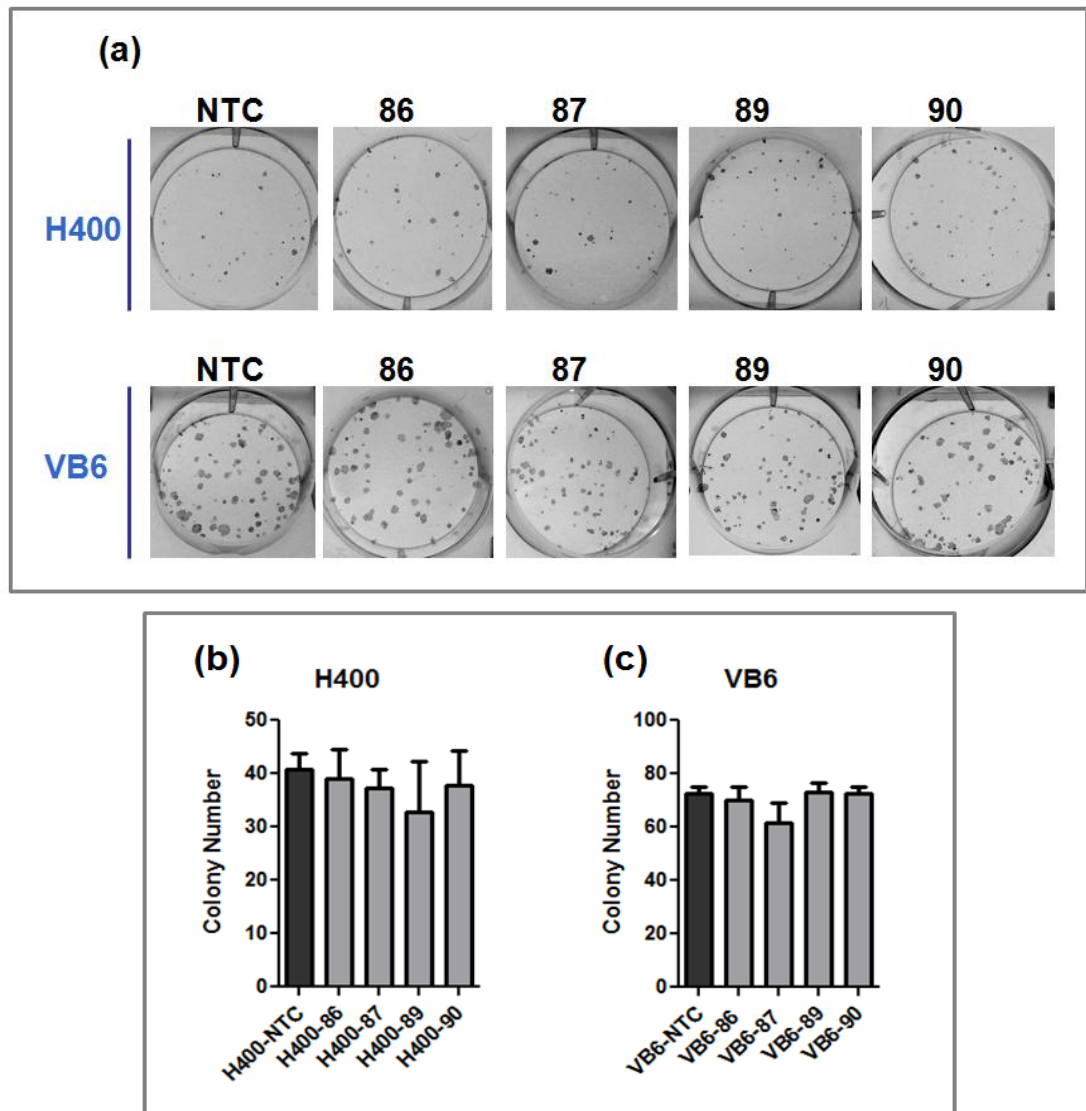 (a)
NTC 86 87 89 90
H400
NTC 86 87 89 90
VB6
(b)
H400
50
40
30
20
10
0
Colony Number
H400-NTC
H400-86
H400-87
H400-89
H400-90
(c)
VB6
100
80
60
40
20
0
Colony Number
VB6-NTC
VB6-86
VB6-87
VB6-89
VB6-90